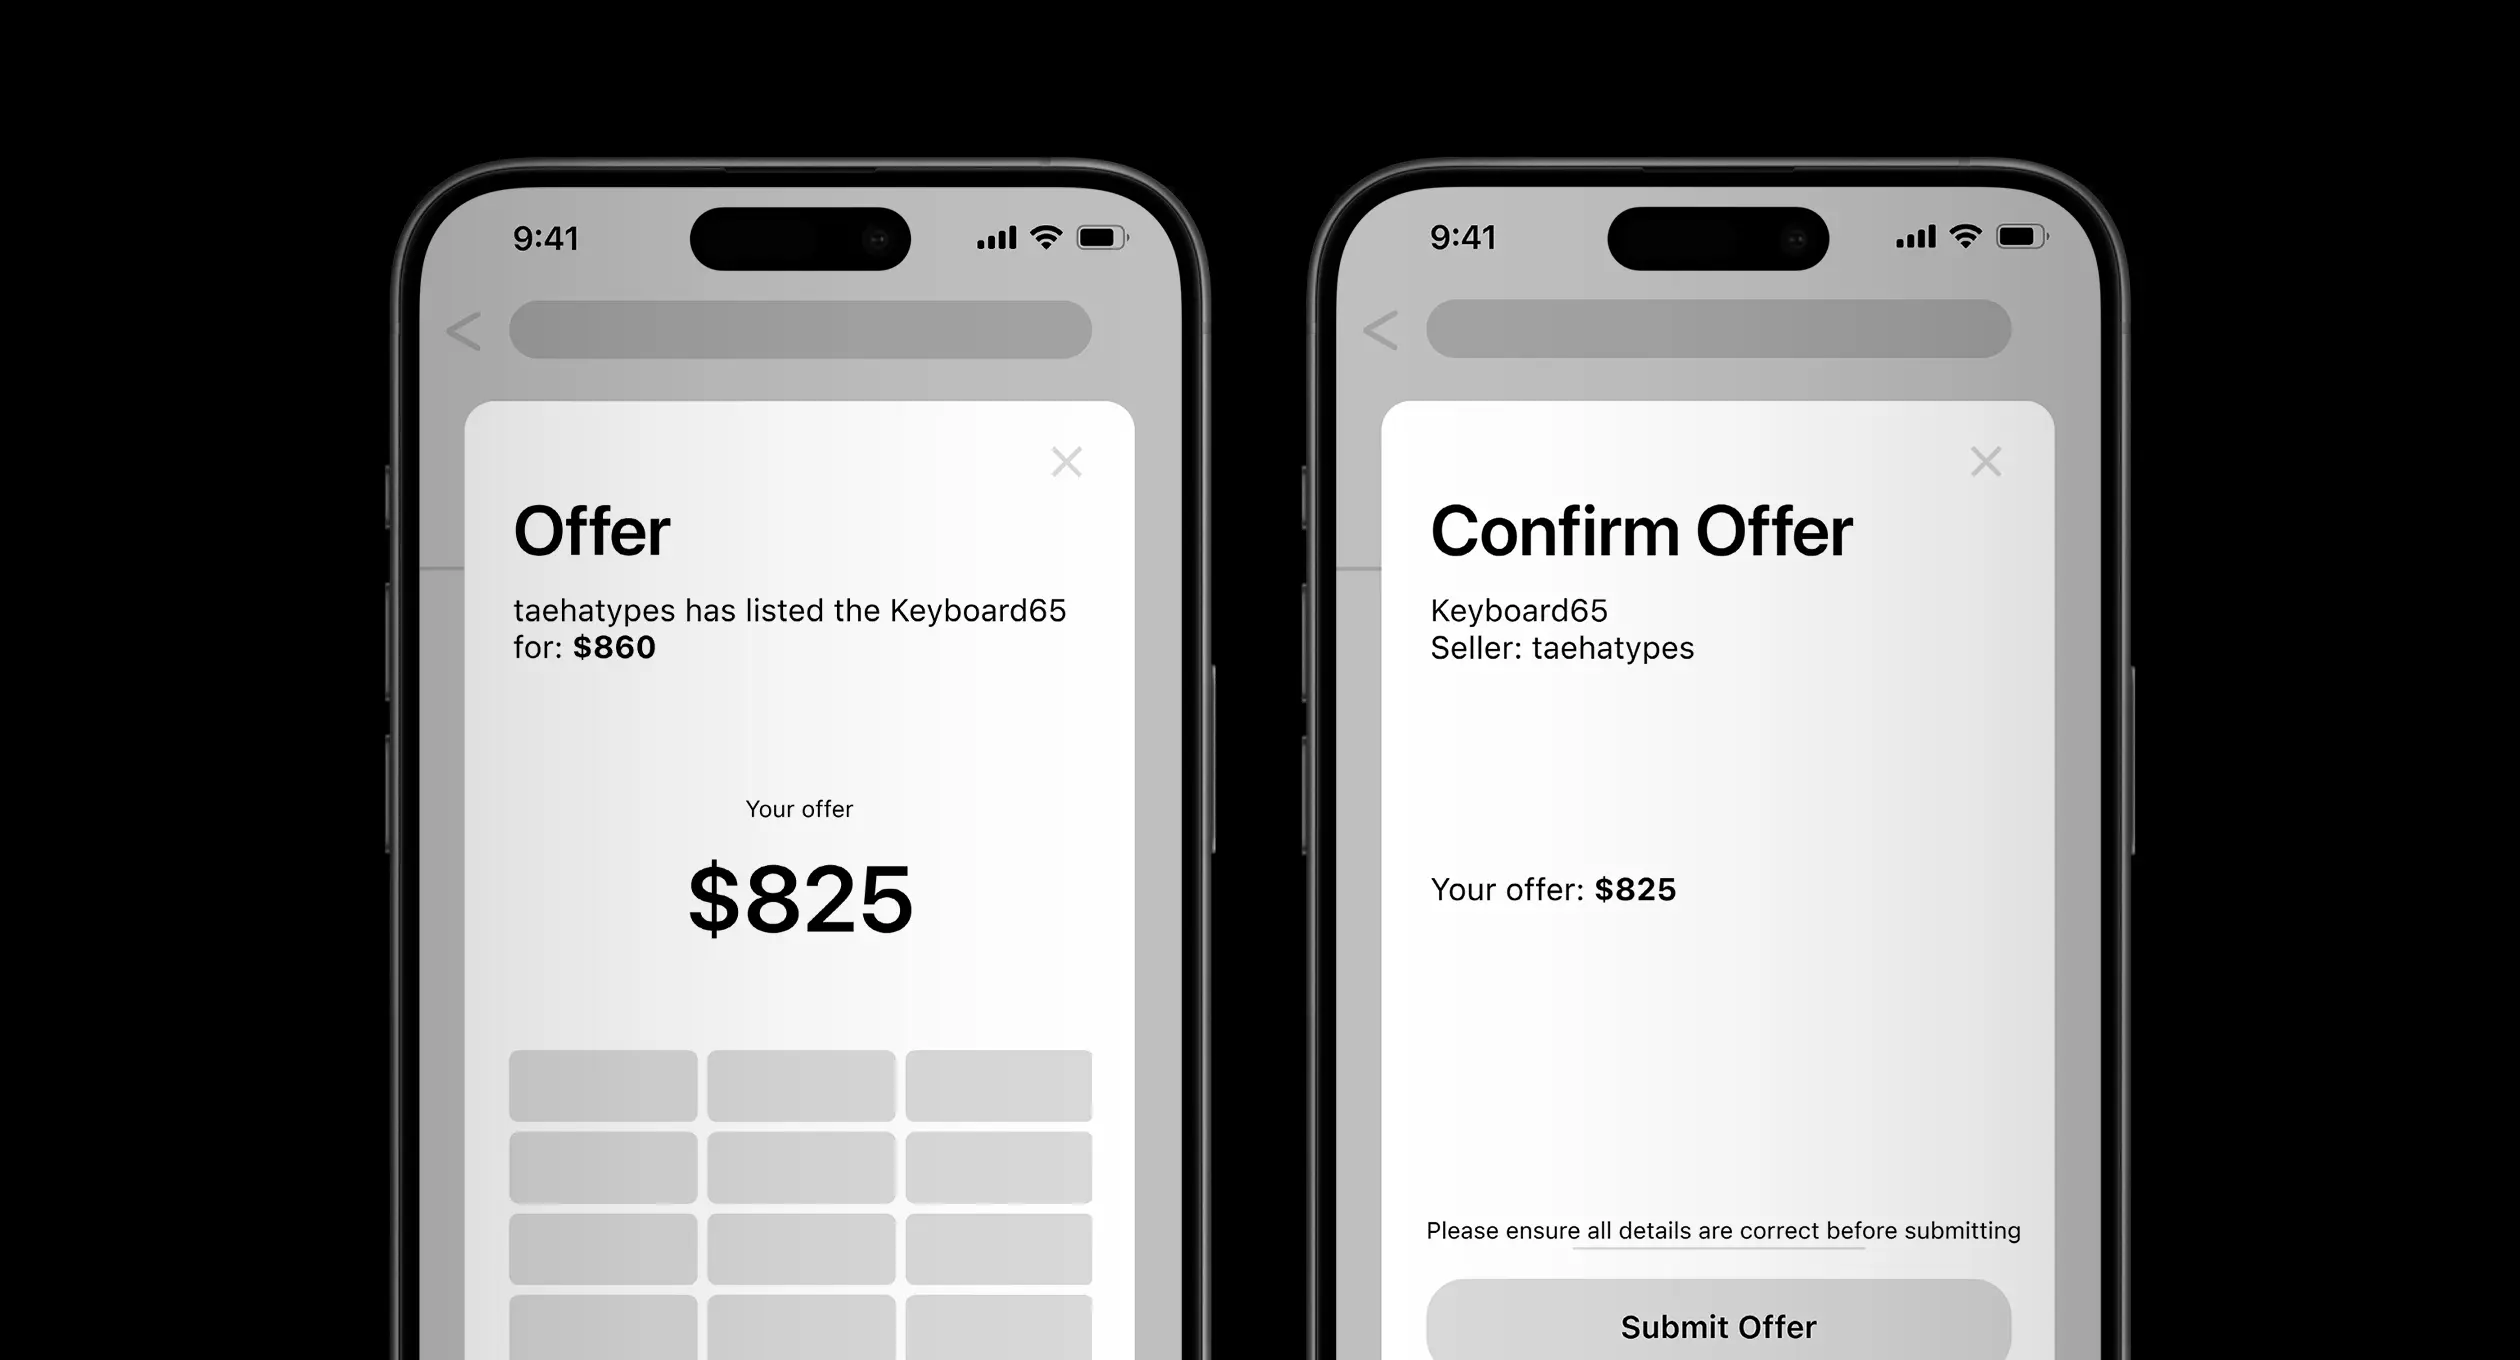 9:41
Offer
taehatypes has listed the Keyboard65
for: $860
Your offer
$825
9:41
Confirm Offer
Keyboard65
Seller: taehatypes
Your offer: $825
Please ensure all details are correct before submitting
Submit Offer